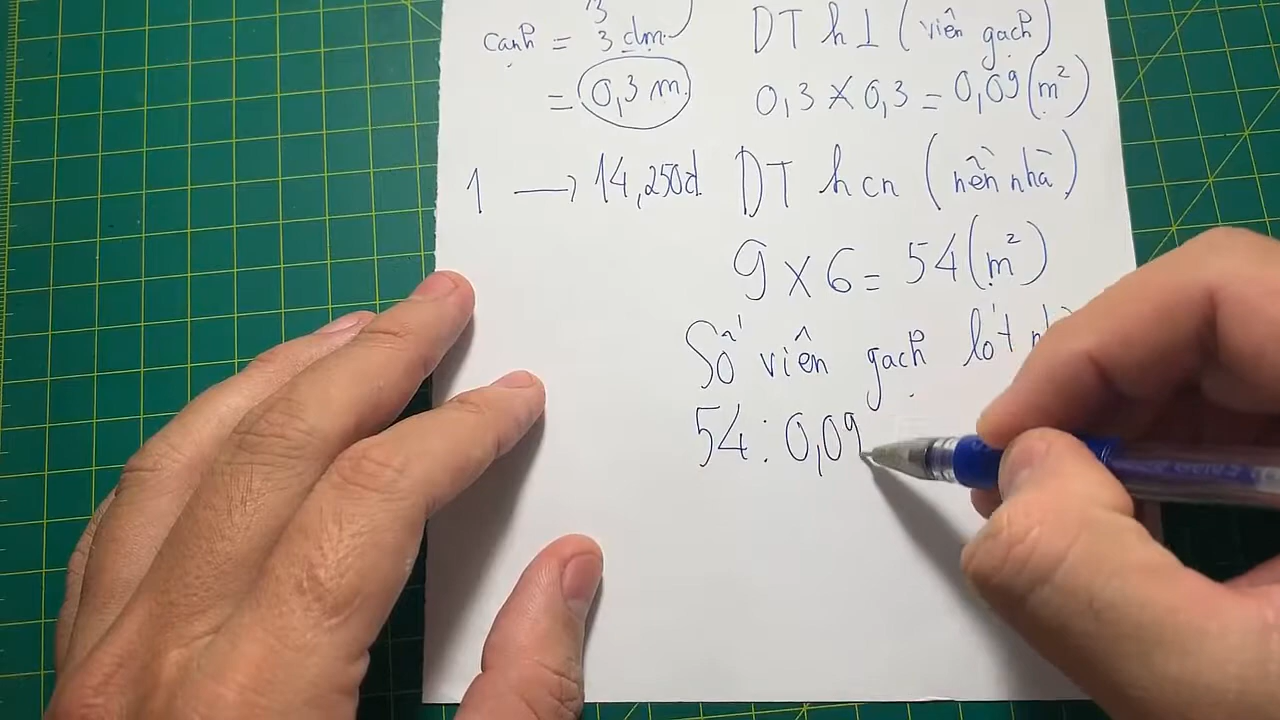 cạnh = 3 dm
= 0,3 m
1 → 14,250đ
DT h⊥ (viên gạch)
0,3 × 0,3 = 0,09 (m²)
DT hcn (nền nhà)
9 × 6 = 54 (m²)
Số viên gạch lót
54 : 0,09